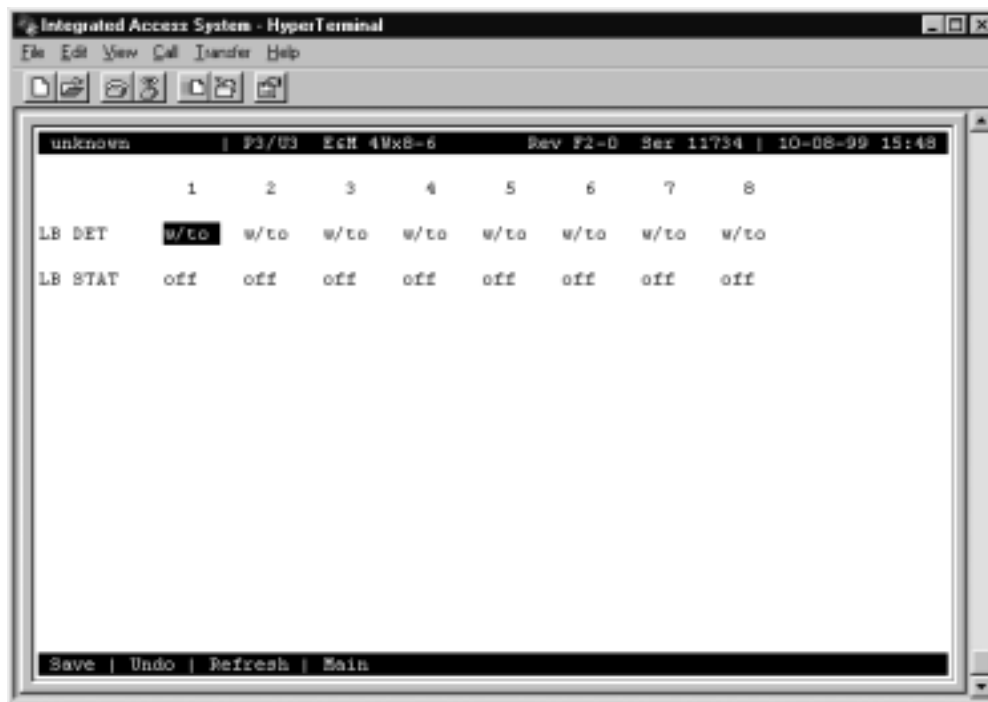 Integrated Access System - HyperTerminal
File Edit View Call Transfer Help
unknown | P3/U3 E&M 4Wx8-6 Rev F2-0 Ser 11734 | 10-08-99 15:48
1 2 3 4 5 6 7 8
LB DET w/to w/to w/to w/to w/to w/to w/to w/to
LB STAT off off off off off off off off
Save | Undo | Refresh | Main